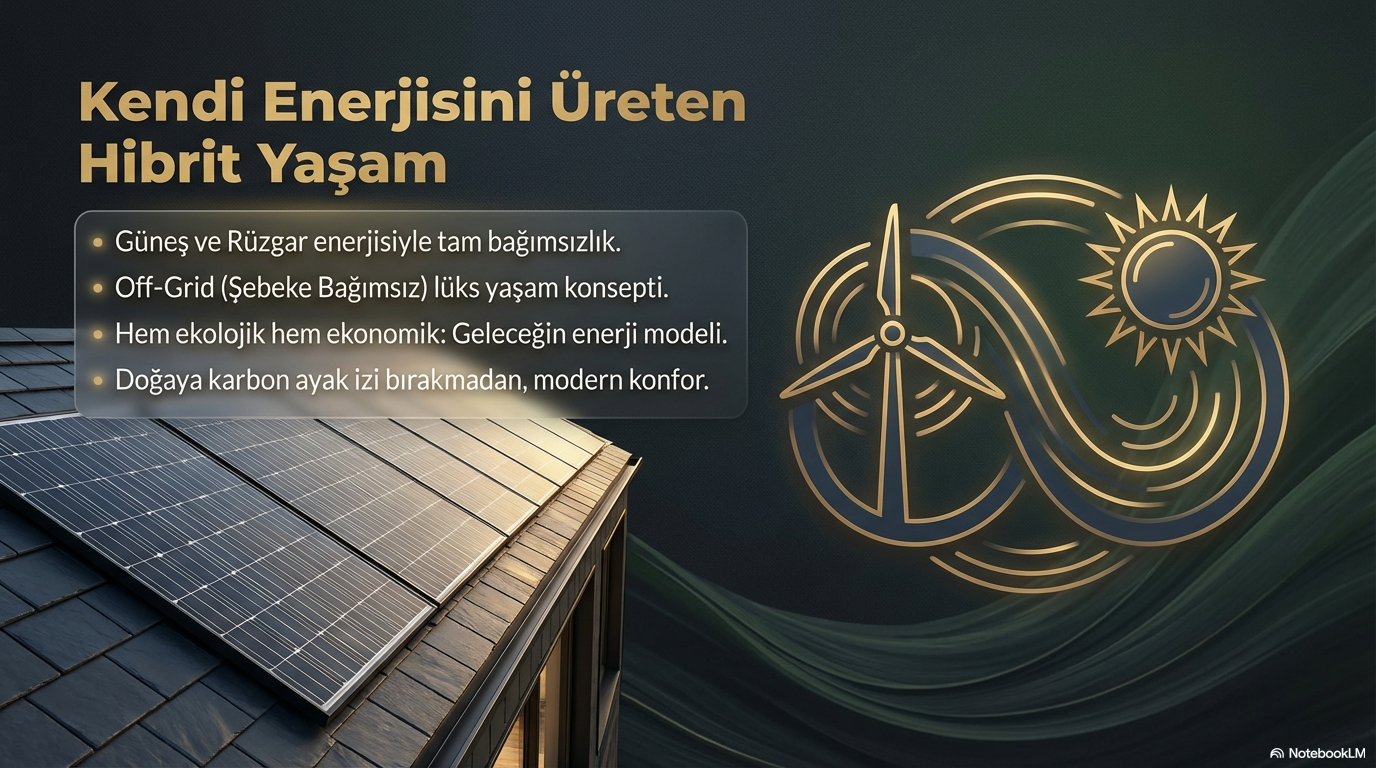 Kendi Enerjisini Üreten
Hibrit Yaşam
• Güneş ve Rüzgar enerjisiyle tam bağımsızlık.
• Off-Grid (Şebeke Bağımsız) lüks yaşam konsepti.
• Hem ekolojik hem ekonomik: Geleceğin enerji modeli.
• Doğaya karbon ayak izi bırakmadan, modern konfor.
NotebookLM